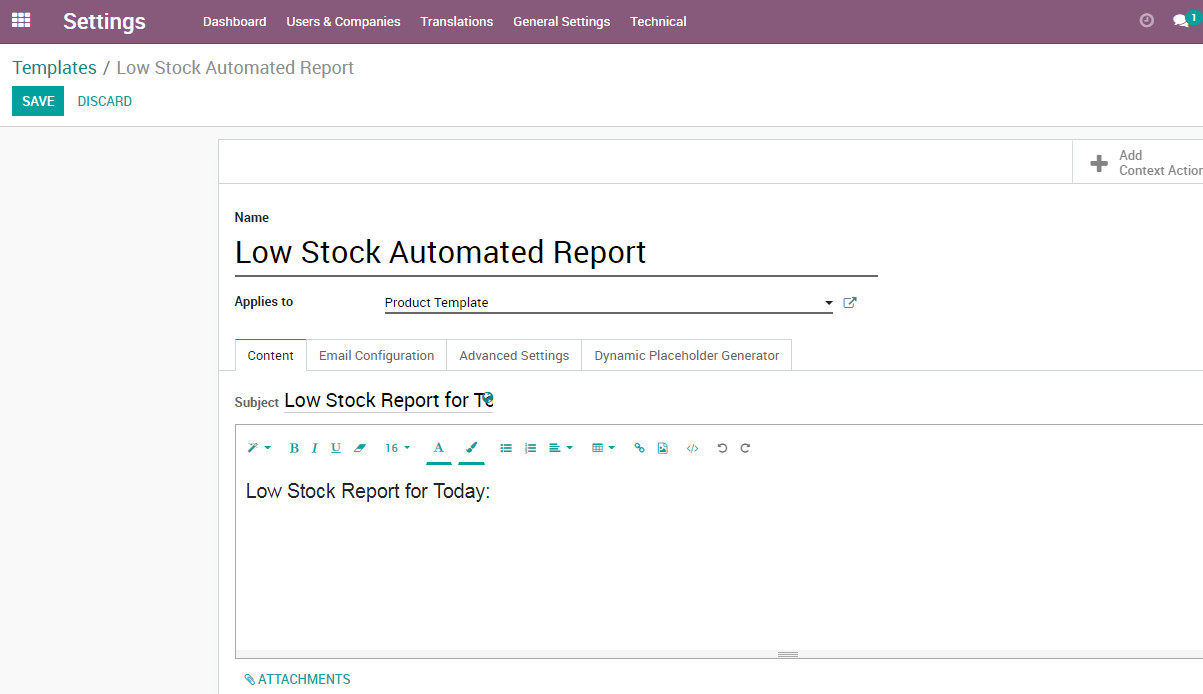 Settings Dashboard Users & Companies Translations General Settings Technical 1
Templates / Low Stock Automated Report
SAVE DISCARD
Add
Context Action
Name
Low Stock Automated Report
Applies to Product Template
Content Email Configuration Advanced Settings Dynamic Placeholder Generator
Subject Low Stock Report for To
B I U 16 A </>
Low Stock Report for Today:
ATTACHMENTS